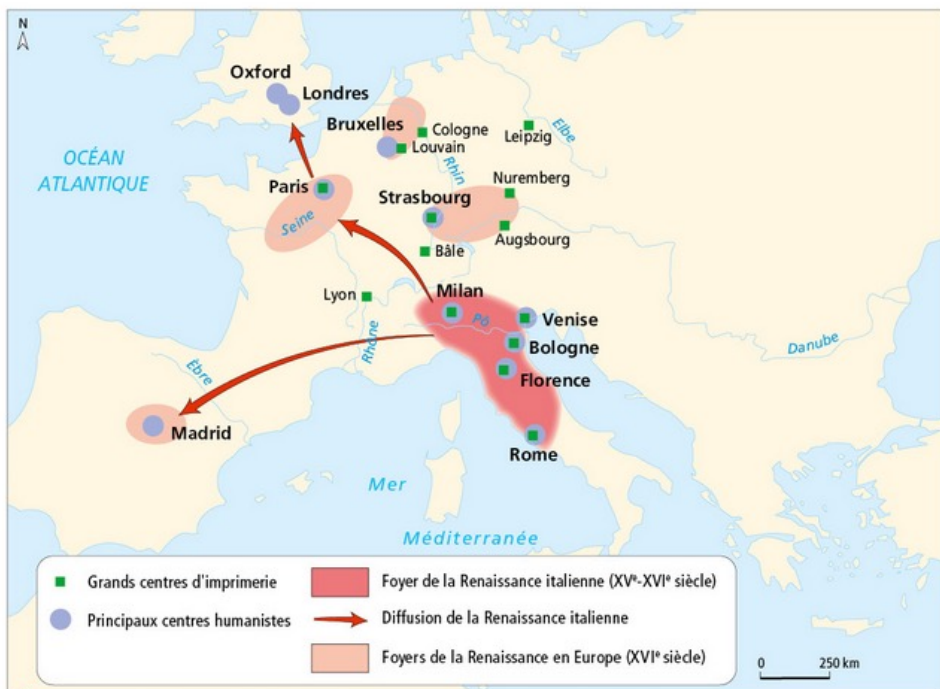 N
Oxford
Londres
Bruxelles
Cologne
Louvain
Leipzig
Elbe
OCÉAN
ATLANTIQUE
Rhin
Paris
Seine
Strasbourg
Nuremberg
Augsbourg
Bâle
Lyon
Milan
Pô
Venise
Bologne
Rhône
Danube
Èbre
Florence
Madrid
Rome
Mer
Méditerranée
Grands centres d'imprimerie
Principaux centres humanistes
Foyer de la Renaissance italienne (XVe-XVIe siècle)
Diffusion de la Renaissance italienne
Foyers de la Renaissance en Europe (XVIe siècle)
0 250 km